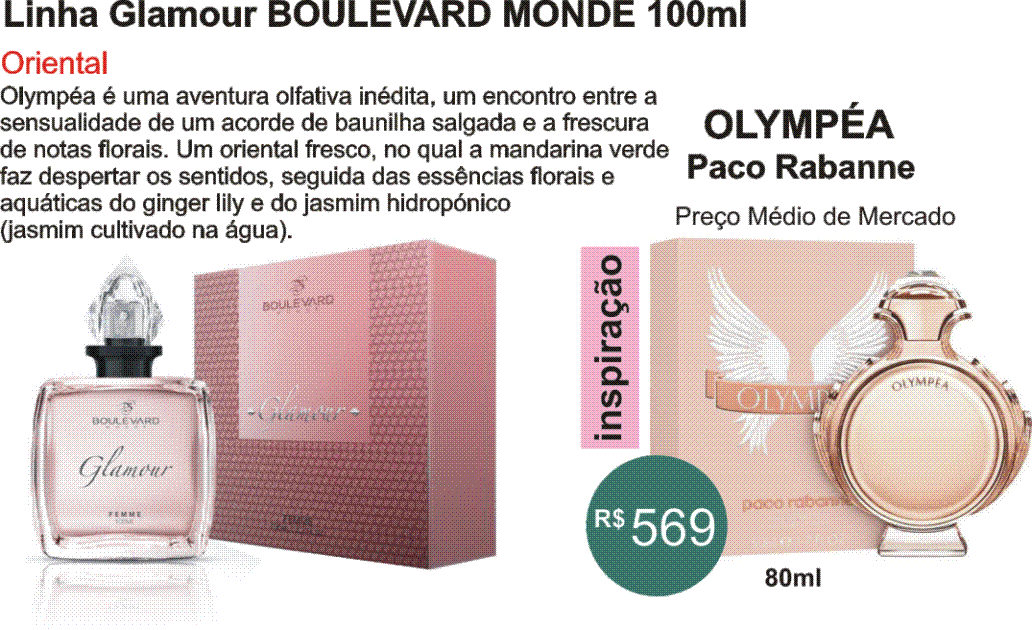 Linha Glamour BOULEVARD MONDE 100ml
Oriental
Olympéa é uma aventura olfativa inédita, um encontro entre a
sensualidade de um acorde de baunilha salgada e a frescura
de notas florais. Um oriental fresco, no qual a mandarina verde
faz despertar os sentidos, seguida das essências florais e
aquáticas do ginger lily e do jasmim hidropónico
(jasmim cultivado na água).
OLYMPÉA
Paco Rabanne
Preço Médio de Mercado
inspiração
BOULEVARD
Glamour
BOULEVARD
Glamour
FEMME
OLYMP
OLYMPÉA
paco rabanne
R$ 569
80ml